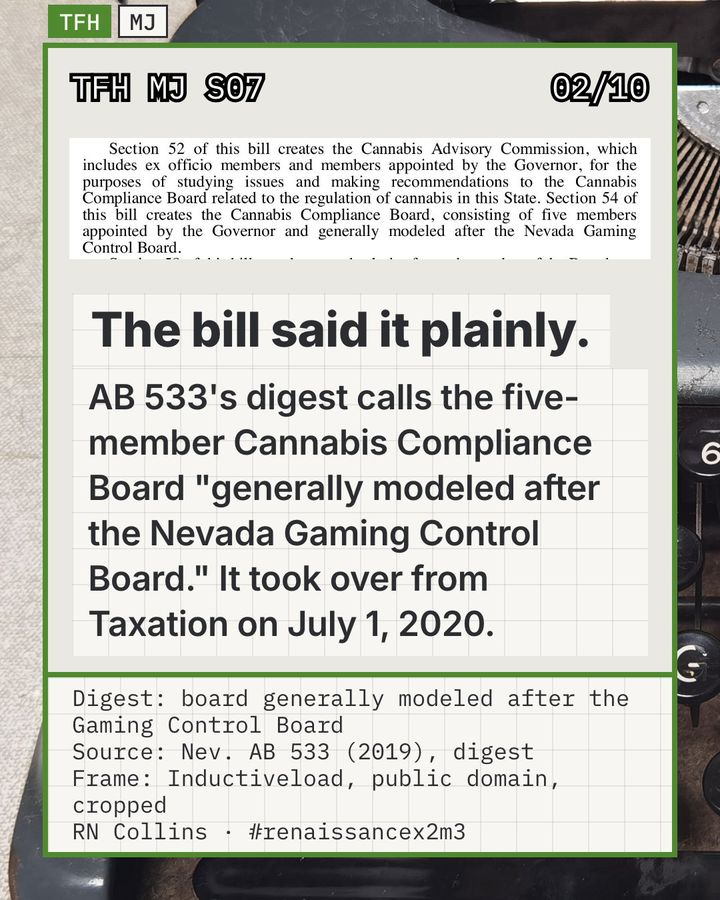 TFH MJ
TFH MJ S07 02/10
Section 52 of this bill creates the Cannabis Advisory Commission, which
includes ex officio members and members appointed by the Governor, for the
purposes of studying issues and making recommendations to the Cannabis
Compliance Board related to the regulation of cannabis in this State. Section 54 of
this bill creates the Cannabis Compliance Board, consisting of five members
appointed by the Governor and generally modeled after the Nevada Gaming
Control Board.
The bill said it plainly.
AB 533's digest calls the five-
member Cannabis Compliance
Board "generally modeled after
the Nevada Gaming Control
Board." It took over from
Taxation on July 1, 2020.
6
G
Digest: board generally modeled after the
Gaming Control Board
Source: Nev. AB 533 (2019), digest
Frame: Inductiveload, public domain,
cropped
RN Collins · #renaissancex2m3